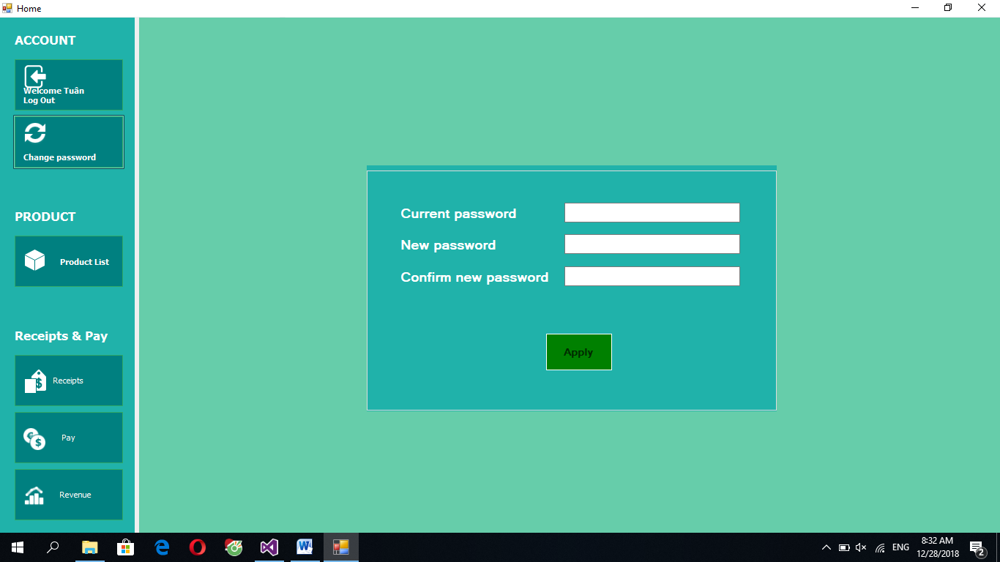 Home
ACCOUNT
Welcome Tuân
Log Out
Change password
PRODUCT
Product List
Receipts & Pay
Receipts
Pay
Revenue
Current password
New password
Confirm new password
Apply
ENG
8:32 AM
12/28/2018
2